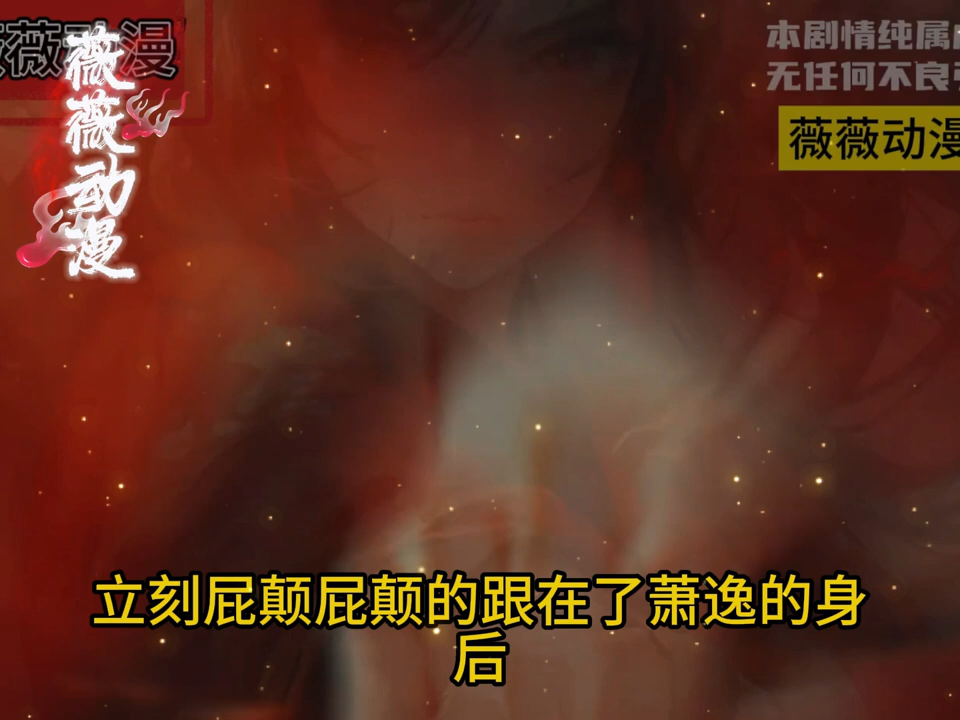 薇动漫
薇薇动漫
本剧情纯属
无任何不良
薇薇动漫
立刻屁颠屁颠的跟在了萧逸的身
后